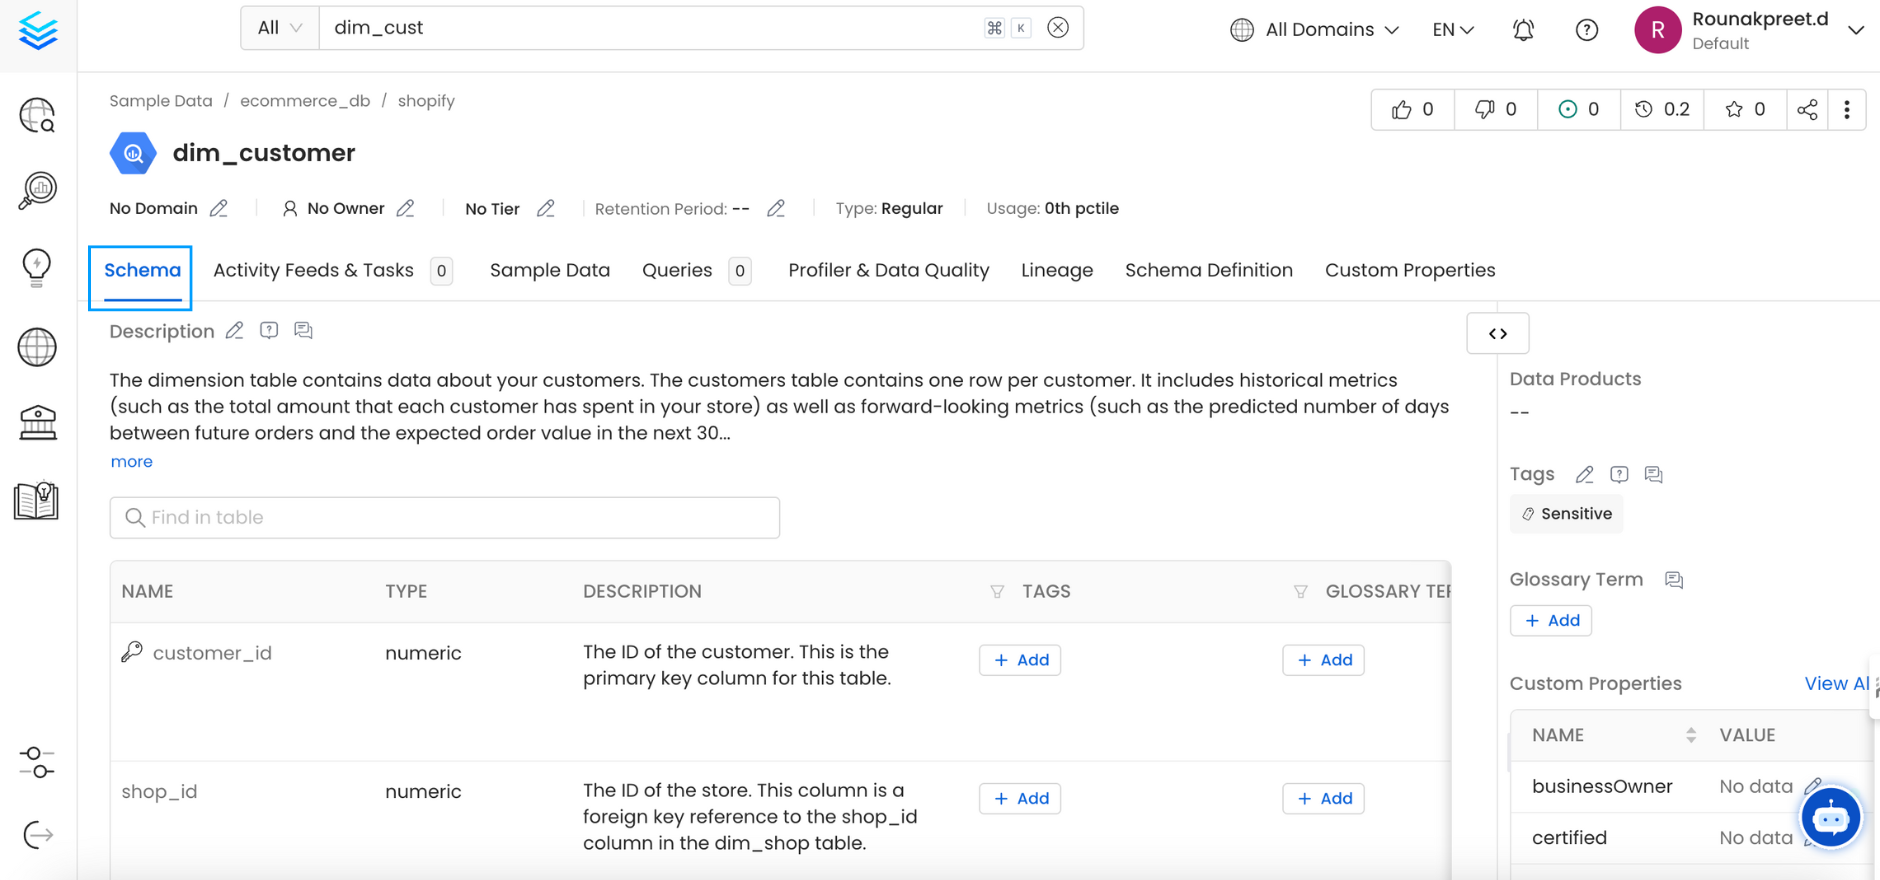 All
dim_cust
⌘ K
All Domains
EN
R
Rounakpreet.d
Default
Sample Data / ecommerce_db / shopify
0 0 0 0.2 0
dim_customer
No Domain
No Owner
No Tier
Retention Period: --
Type: Regular
Usage: 0th pctile
Schema
Activity Feeds & Tasks 0
Sample Data
Queries 0
Profiler & Data Quality
Lineage
Schema Definition
Custom Properties
Description
The dimension table contains data about your customers. The customers table contains one row per customer. It includes historical metrics
(such as the total amount that each customer has spent in your store) as well as forward-looking metrics (such as the predicted number of days
between future orders and the expected order value in the next 30...
more
Find in table
NAME TYPE DESCRIPTION TAGS GLOSSARY TER
customer_id numeric
The ID of the customer. This is the
primary key column for this table.
+ Add
+ Add
shop_id numeric
The ID of the store. This column is a
foreign key reference to the shop_id
column in the dim_shop table.
+ Add
+ Add
Data Products
--
Tags
Sensitive
Glossary Term
+ Add
Custom Properties
View Al
NAME VALUE
businessOwner No data
certified No data